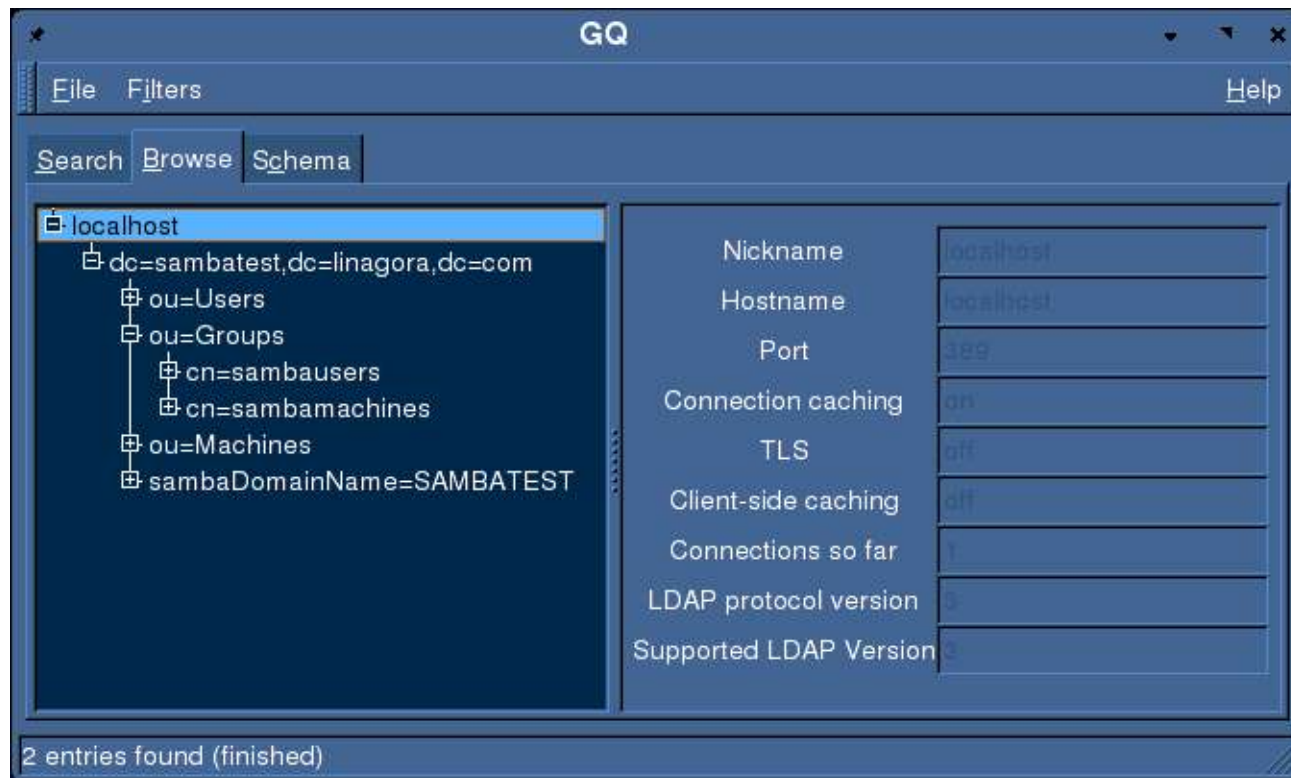 GQ
File Filters Help
Search Browse Schema
localhost
dc=sambatest,dc=linagora,dc=com
ou=Users
ou=Groups
cn=sambausers
cn=sambamachines
ou=Machines
sambaDomainName=SAMBATEST
Nickname localhost
Hostname localhost
Port 389
Connection caching on
TLS off
Client-side caching off
Connections so far 1
LDAP protocol version 3
Supported LDAP Version 3
2 entries found (finished)